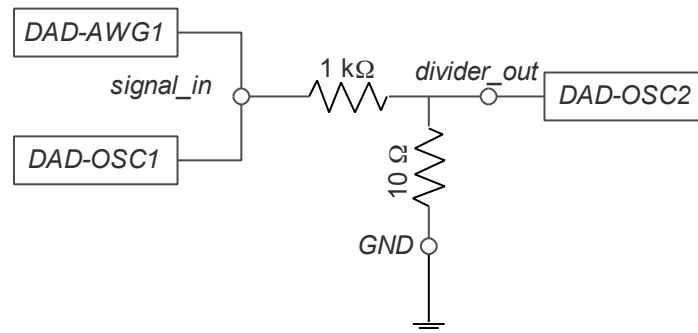 DAD-AWG1
1 kΩ
signal_in
divider_out
DAD-OSC2
DAD-OSC1
10 Ω
GND